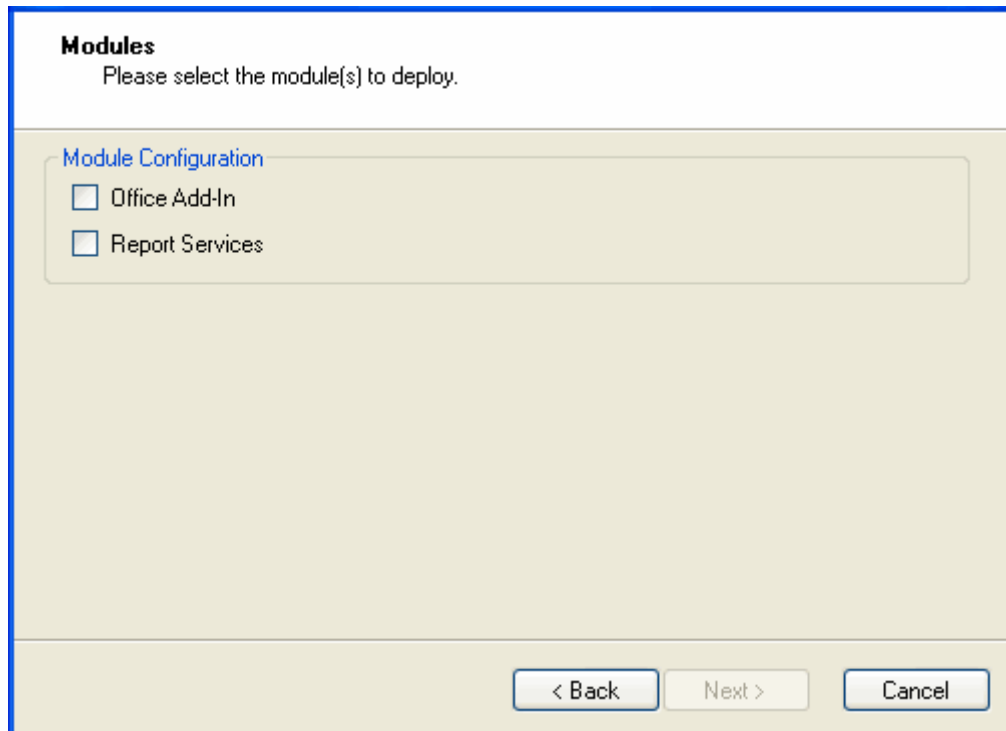 Modules
Please select the module(s) to deploy.
Module Configuration
Office Add-In
Report Services
< Back Next > Cancel